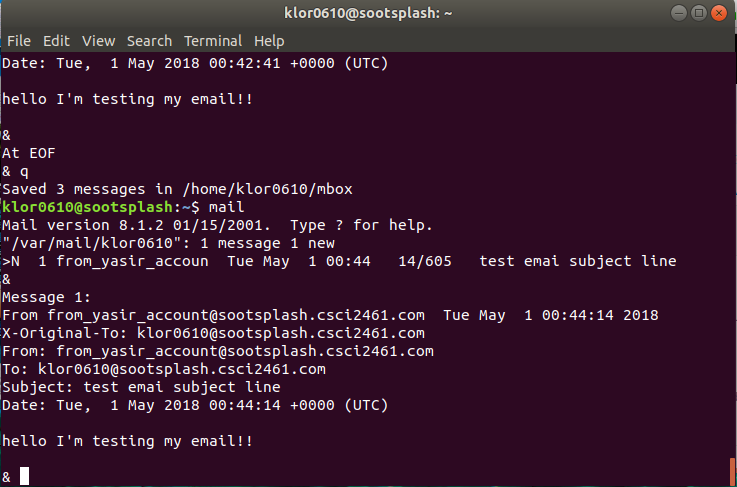 klor0610@sootsplash: ~
File Edit View Search Terminal Help
Date: Tue,  1 May 2018 00:42:41 +0000 (UTC)
hello I'm testing my email!!
&
At EOF
& q
Saved 3 messages in /home/klor0610/mbox
klor0610@sootsplash:~$ mail
Mail version 8.1.2 01/15/2001.  Type ? for help.
"/var/mail/klor0610": 1 message 1 new
>N  1 from_yasir_accoun  Tue May  1 00:44   14/605   test emai subject line
&
Message 1:
From from_yasir_account@sootsplash.csci2461.com  Tue May  1 00:44:14 2018
X-Original-To: klor0610@sootsplash.csci2461.com
From: from_yasir_account@sootsplash.csci2461.com
To: klor0610@sootsplash.csci2461.com
Subject: test emai subject line
Date: Tue,  1 May 2018 00:44:14 +0000 (UTC)
hello I'm testing my email!!
&